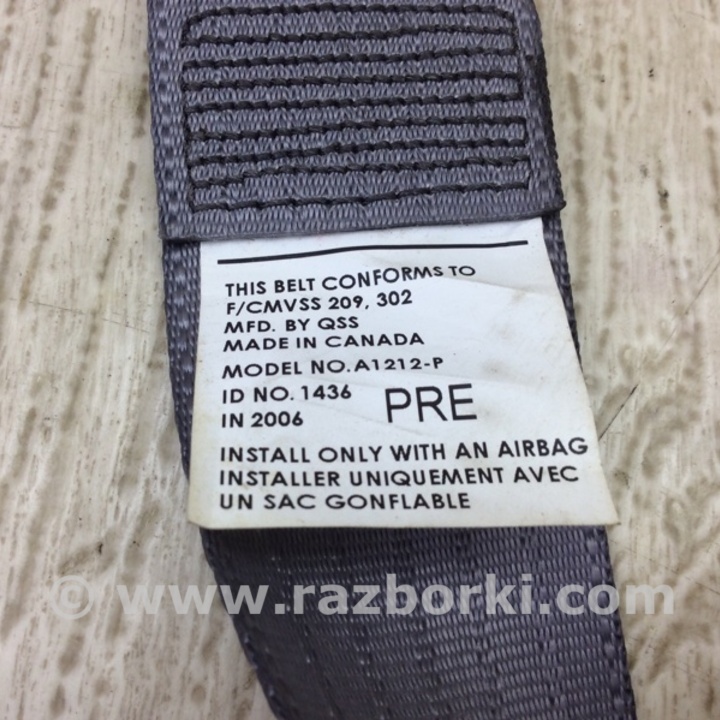 THIS BELT CONFORMS TO
F/CMVSS 209, 302
MFD. BY QSS
MADE IN CANADA
MODEL NO. A1212-P
ID NO. 1436 PRE
IN 2006
INSTALL ONLY WITH AN AIRBAG
INSTALLER UNIQUEMENT AVEC
UN SAC GONFLABLE
© www.razborki.com